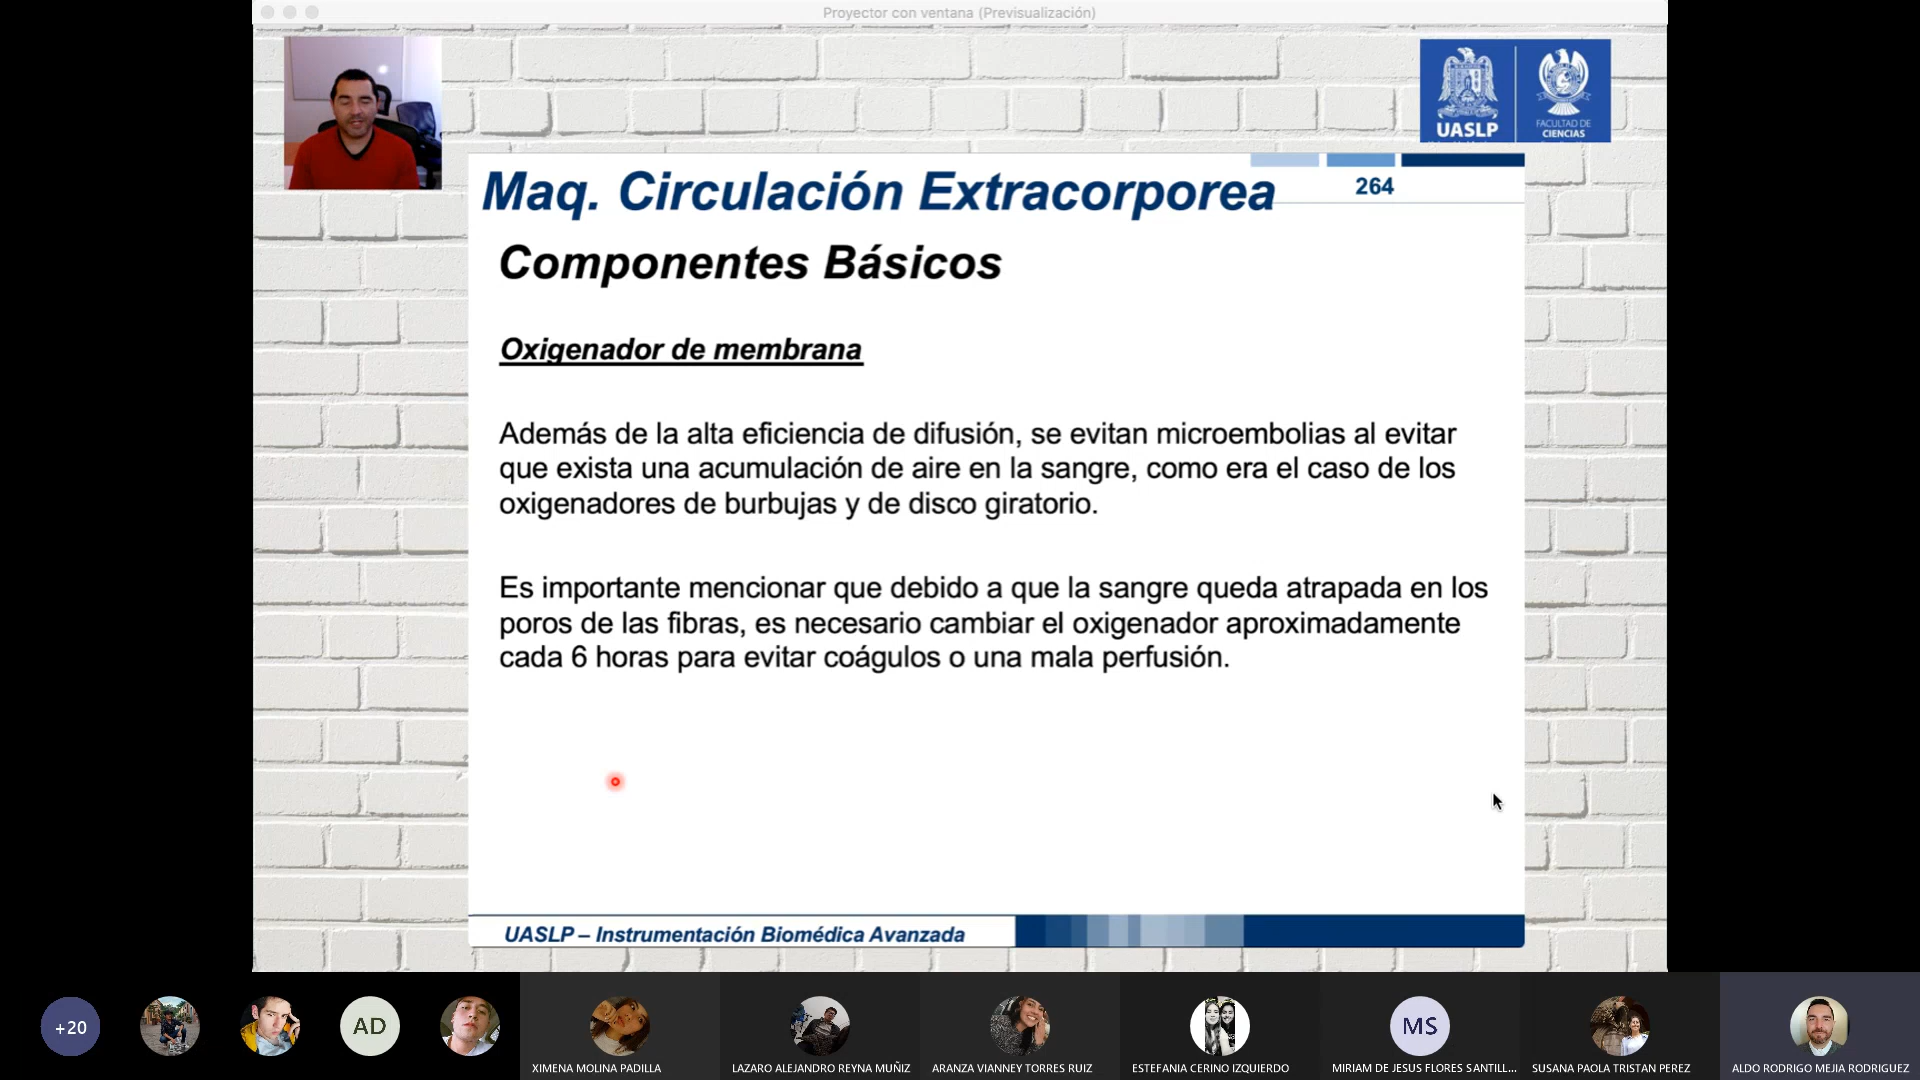 Proyector con ventana (Previsualización)
UASLP
FACULTAD DE
CIENCIAS
Maq. Circulación Extracorporea
264
Componentes Básicos
Oxigenador de membrana
Además de la alta eficiencia de difusión, se evitan microembolias al evitar
que exista una acumulación de aire en la sangre, como era el caso de los
oxigenadores de burbujas y de disco giratorio.
Es importante mencionar que debido a que la sangre queda atrapada en los
poros de las fibras, es necesario cambiar el oxigenador aproximadamente
cada 6 horas para evitar coágulos o una mala perfusión.
UASLP – Instrumentación Biomédica Avanzada
+20
AD
MS
XIMENA MOLINA PADILLA
LAZARO ALEJANDRO REYNA MUÑIZ
ARANZA VIANNEY TORRES RUIZ
ESTEFANIA CERINO IZQUIERDO
MIRIAM DE JESUS FLORES SANTILL...
SUSANA PAOLA TRISTAN PEREZ
ALDO RODRIGO MEJIA RODRIGUEZ